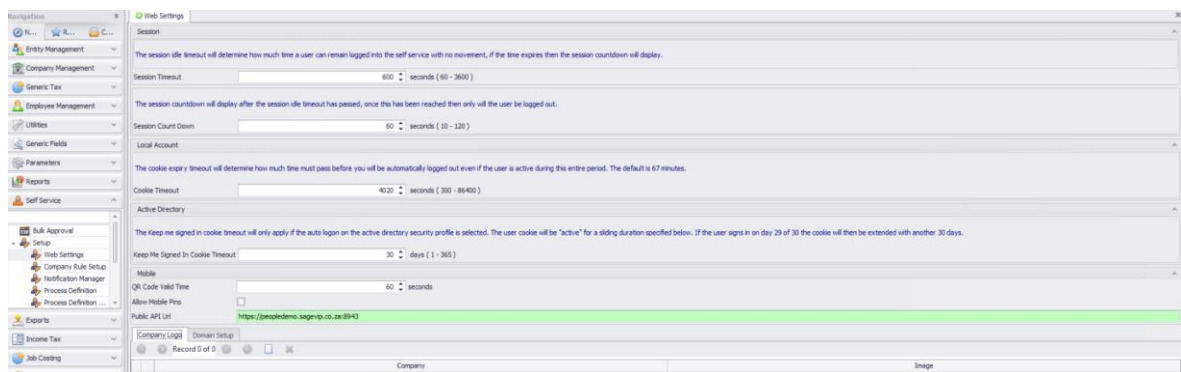 Navigation
Web Settings
N...
R...
C...
Entity Management
Company Management
Generic Tax
Employee Management
Utilities
Generic Fields
Parameters
Reports
Self Service
Bulk Approval
Setup
Web Settings
Company Rule Setup
Notification Manager
Process Definition
Process Definition ...
Exports
Income Tax
Job Costing
Session
The session idle timeout will determine how much time a user can remain logged into the self service with no movement, if the time expires then the session countdown will display.
Session Timeout 600 seconds ( 60 - 3600 )
The session countdown will display after the session idle timeout has passed, once this has been reached then only will the user be logged out.
Session Count Down 60 seconds ( 10 - 120 )
Local Account
The cookie expiry timeout will determine how much time must pass before you will be automatically logged out even if the user is active during this entire period. The default is 67 minutes.
Cookie Timeout 4020 seconds ( 300 - 86400 )
Active Directory
The Keep me signed in cookie timeout will only apply if the auto logon on the active directory security profile is selected. The user cookie will be "active" for a sliding duration specified below. If the user signs in on day 29 of 30 the cookie will then be extended with another 30 days.
Keep Me Signed In Cookie Timeout 30 days ( 1 - 365 )
Mobile
QR Code Valid Time 60 seconds
Allow Mobile Pins
Public API Url https://peopledemo.sagevip.co.za:8943
Company Logo Domain Setup
Record 0 of 0
Company Image